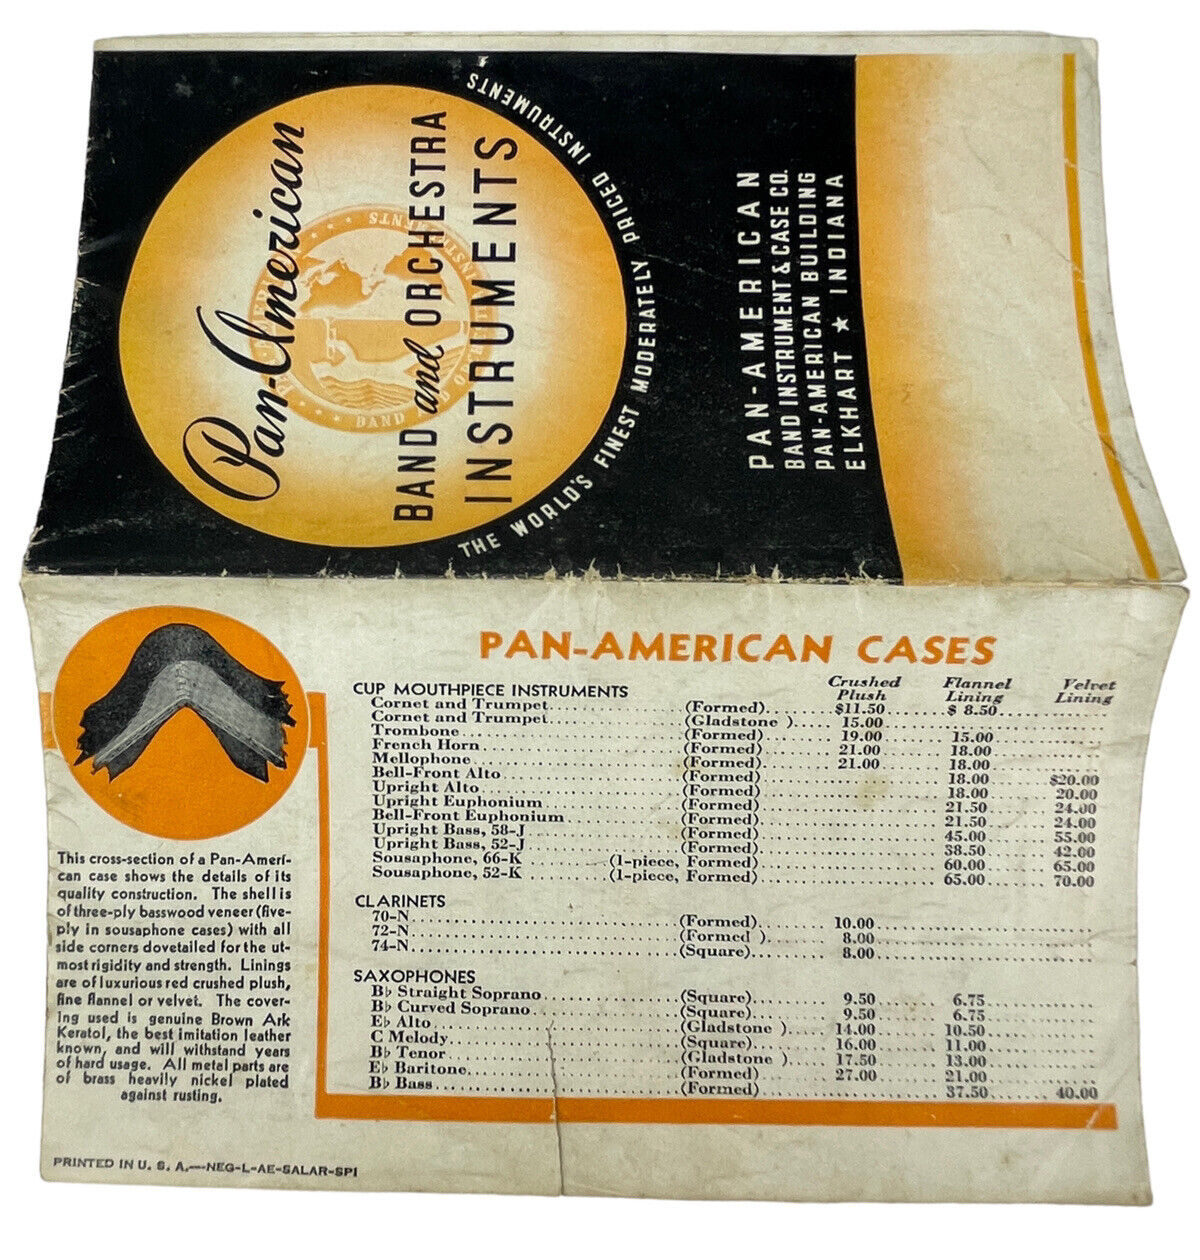 Pan-American
BAND and ORCHESTRA
INSTRUMENTS
THE WORLD'S FINEST MODERATELY PRICED INSTRUMENTS
BAND
INSTRUMENTS
PAN-AMERICAN
BAND INSTRUMENT & CASE CO.
PAN-AMERICAN BUILDING
ELKHART ★ INDIANA
PAN-AMERICAN CASES
Crushed Plush Flannel Lining Velvet Lining
CUP MOUTHPIECE INSTRUMENTS
Cornet and Trumpet (Formed) $11.50 $ 8.50
Cornet and Trumpet (Gladstone ) 15.00
Trombone (Formed) 19.00 15.00
French Horn (Formed) 21.00 18.00
Mellophone (Formed) 21.00 18.00
Bell-Front Alto (Formed) 18.00 $20.00
Upright Alto (Formed) 18.00 20.00
Upright Euphonium (Formed) 21.50 24.00
Bell-Front Euphonium (Formed) 21.50 24.00
Upright Bass, 58-J (Formed) 45.00 55.00
Upright Bass, 52-J (Formed) 38.50 42.00
Sousaphone, 66-K (1-piece, Formed) 60.00 65.00
Sousaphone, 52-K (1-piece, Formed) 65.00 70.00
CLARINETS
70-N (Formed) 10.00
72-N (Formed ) 8.00
74-N (Square) 8.00
SAXOPHONES
B♭ Straight Soprano (Square) 9.50 6.75
B♭ Curved Soprano (Square) 9.50 6.75
E♭ Alto (Gladstone ) 14.00 10.50
C Melody (Square) 16.00 11.00
B♭ Tenor (Gladstone ) 17.50 13.00
E♭ Baritone (Formed) 27.00 21.00
B♭ Bass (Formed) 37.50 40.00
This cross-section of a Pan-Ameri-
can case shows the details of its
quality construction. The shell is
of three-ply basswood veneer (five-
ply in sousaphone cases) with all
side corners dovetailed for the ut-
most rigidity and strength. Linings
are of luxurious red crushed plush,
fine flannel or velvet. The cover-
ing used is genuine Brown Ark
Keratol, the best imitation leather
known, and will withstand years
of hard usage. All metal parts are
of brass heavily nickel plated
against rusting.
PRINTED IN U. S. A.—NEG-L-AE-SALAR-SPI